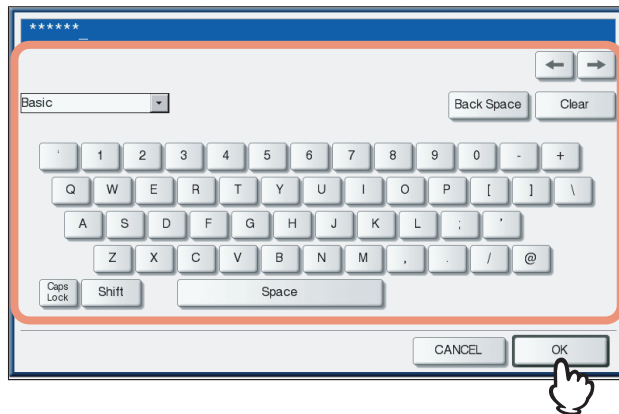 ******_
← →
Basic Back Space Clear
' 1 2 3 4 5 6 7 8 9 0 - +
Q W E R T Y U I O P [ ] \
A S D F G H J K L ; '
Z X C V B N M , . / @
Caps Lock Shift Space
CANCEL OK